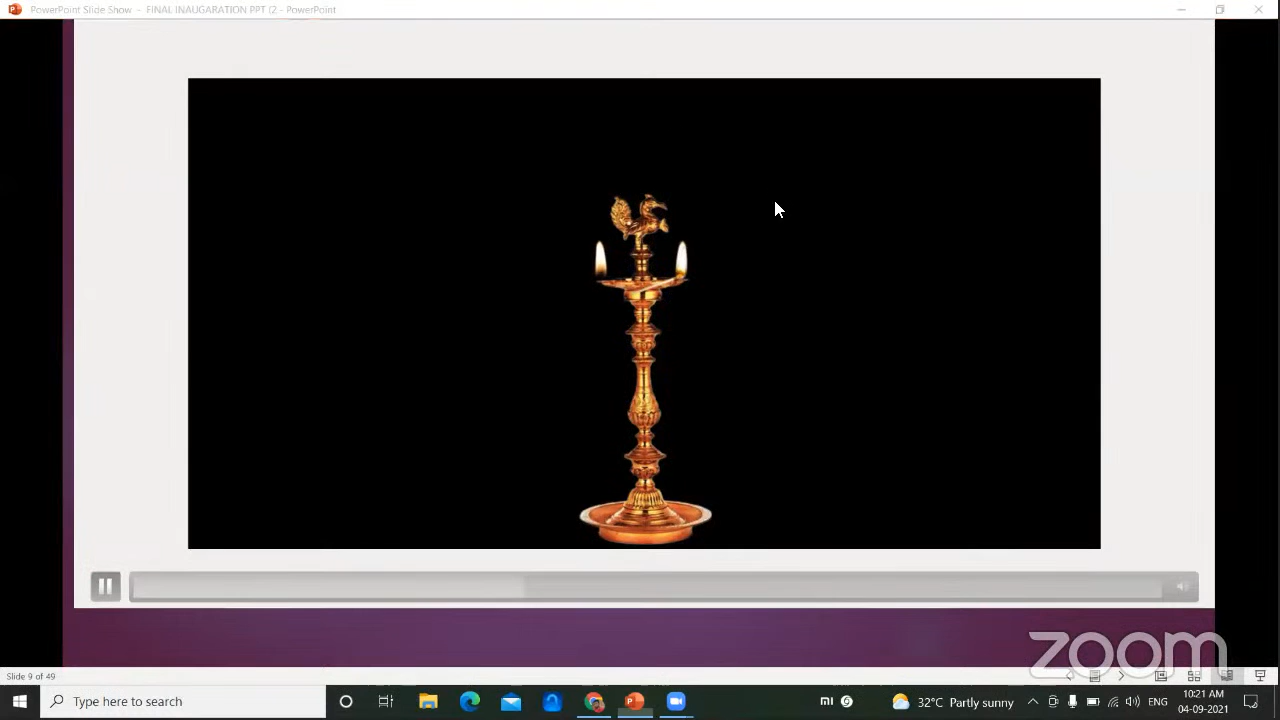 PowerPoint Slide Show - FINAL INAUGARATION PPT (2 - PowerPoint
zoom
Slide 9 of 49
Type here to search
mi
32°C Partly sunny
ENG
10:21 AM
04-09-2021